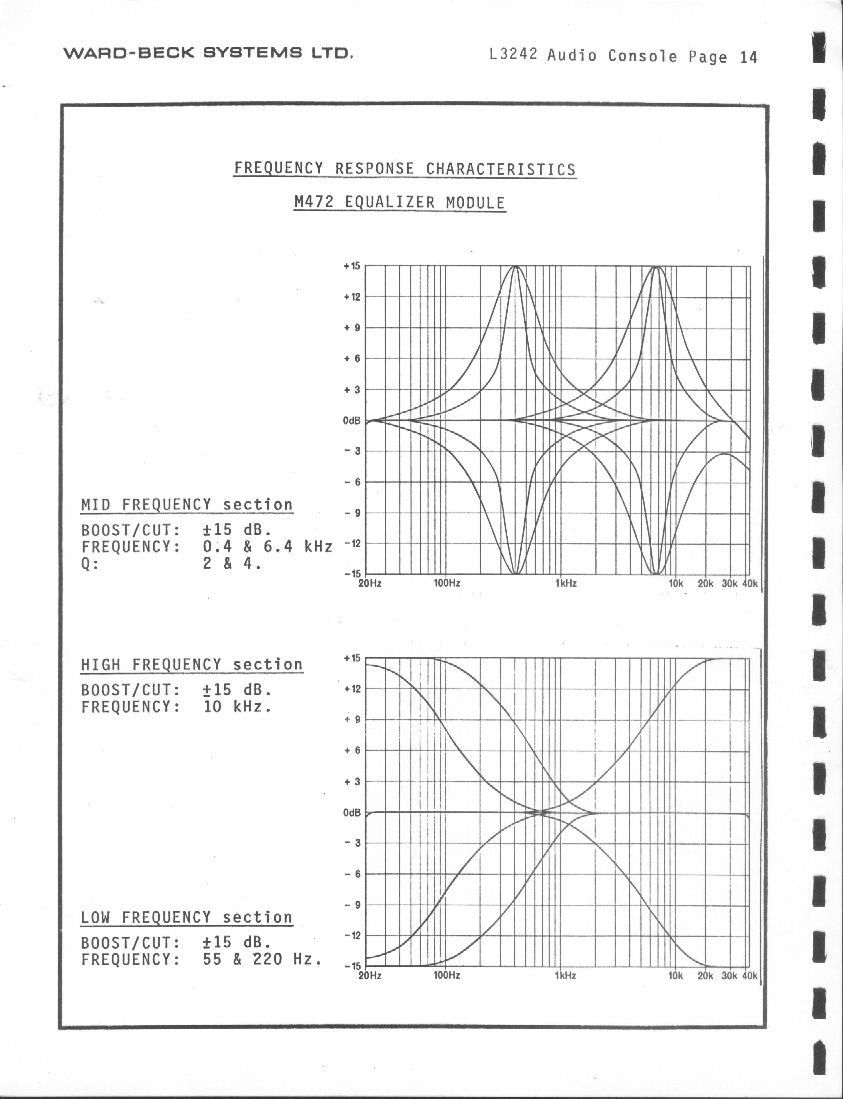 WARD-BECK SYSTEMS LTD.
L3242 Audio Console Page 14
FREQUENCY RESPONSE CHARACTERISTICS
M472 EQUALIZER MODULE
+15
+12
+ 9
+ 6
+ 3
0dB
- 3
- 6
- 9
-12
-15
20Hz 100Hz 1kHz 10k 20k 30k 40k
MID FREQUENCY section
BOOST/CUT: ±15 dB.
FREQUENCY: 0.4 & 6.4 kHz
Q: 2 & 4.
HIGH FREQUENCY section
BOOST/CUT: ±15 dB.
FREQUENCY: 10 kHz.
+15
+12
+ 9
+ 6
+ 3
0dB
- 3
- 6
- 9
-12
-15
20Hz 100Hz 1kHz 10k 20k 30k 40k
LOW FREQUENCY section
BOOST/CUT: ±15 dB.
FREQUENCY: 55 & 220 Hz.